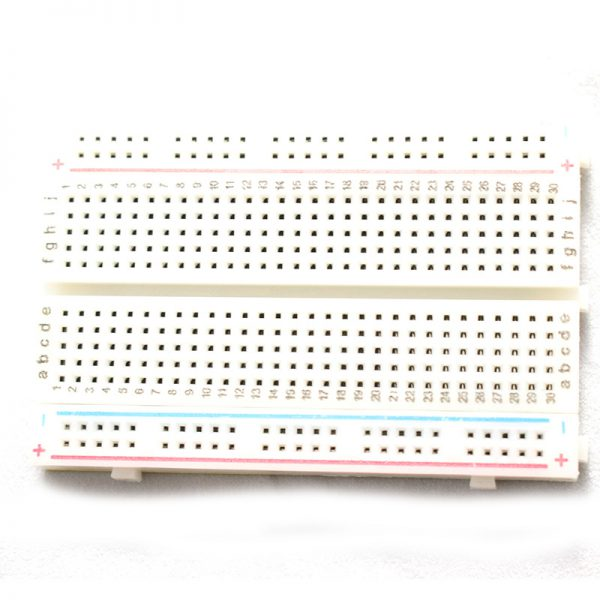 −
+ +
1 2 3 4 5 6 7 8 9 10 11 12 13 14 15 16 17 18 19 20 21 22 23 24 25 26 27 28 29 30
j j
i i
h h
g g
f f
e e
d d
c c
b b
a a
1 2 3 4 5 6 7 8 9 10 11 12 13 14 15 16 17 18 19 20 21 22 23 24 25 26 27 28 29 30
− −
+ +